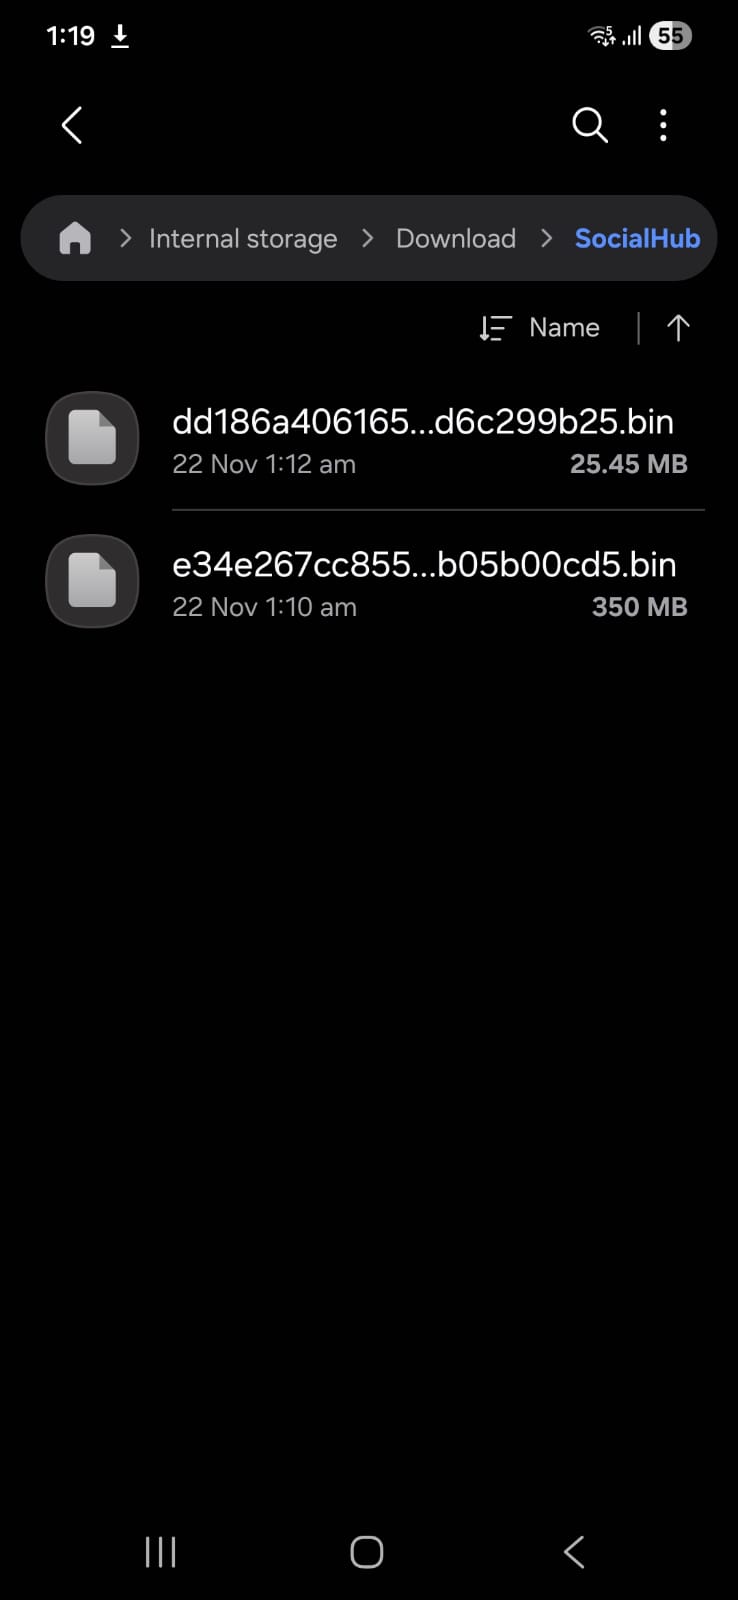 1:19 5 55
Internal storage Download SocialHub
Name
dd186a406165...d6c299b25.bin
22 Nov 1:12 am 25.45 MB
e34e267cc855...b05b00cd5.bin
22 Nov 1:10 am 350 MB